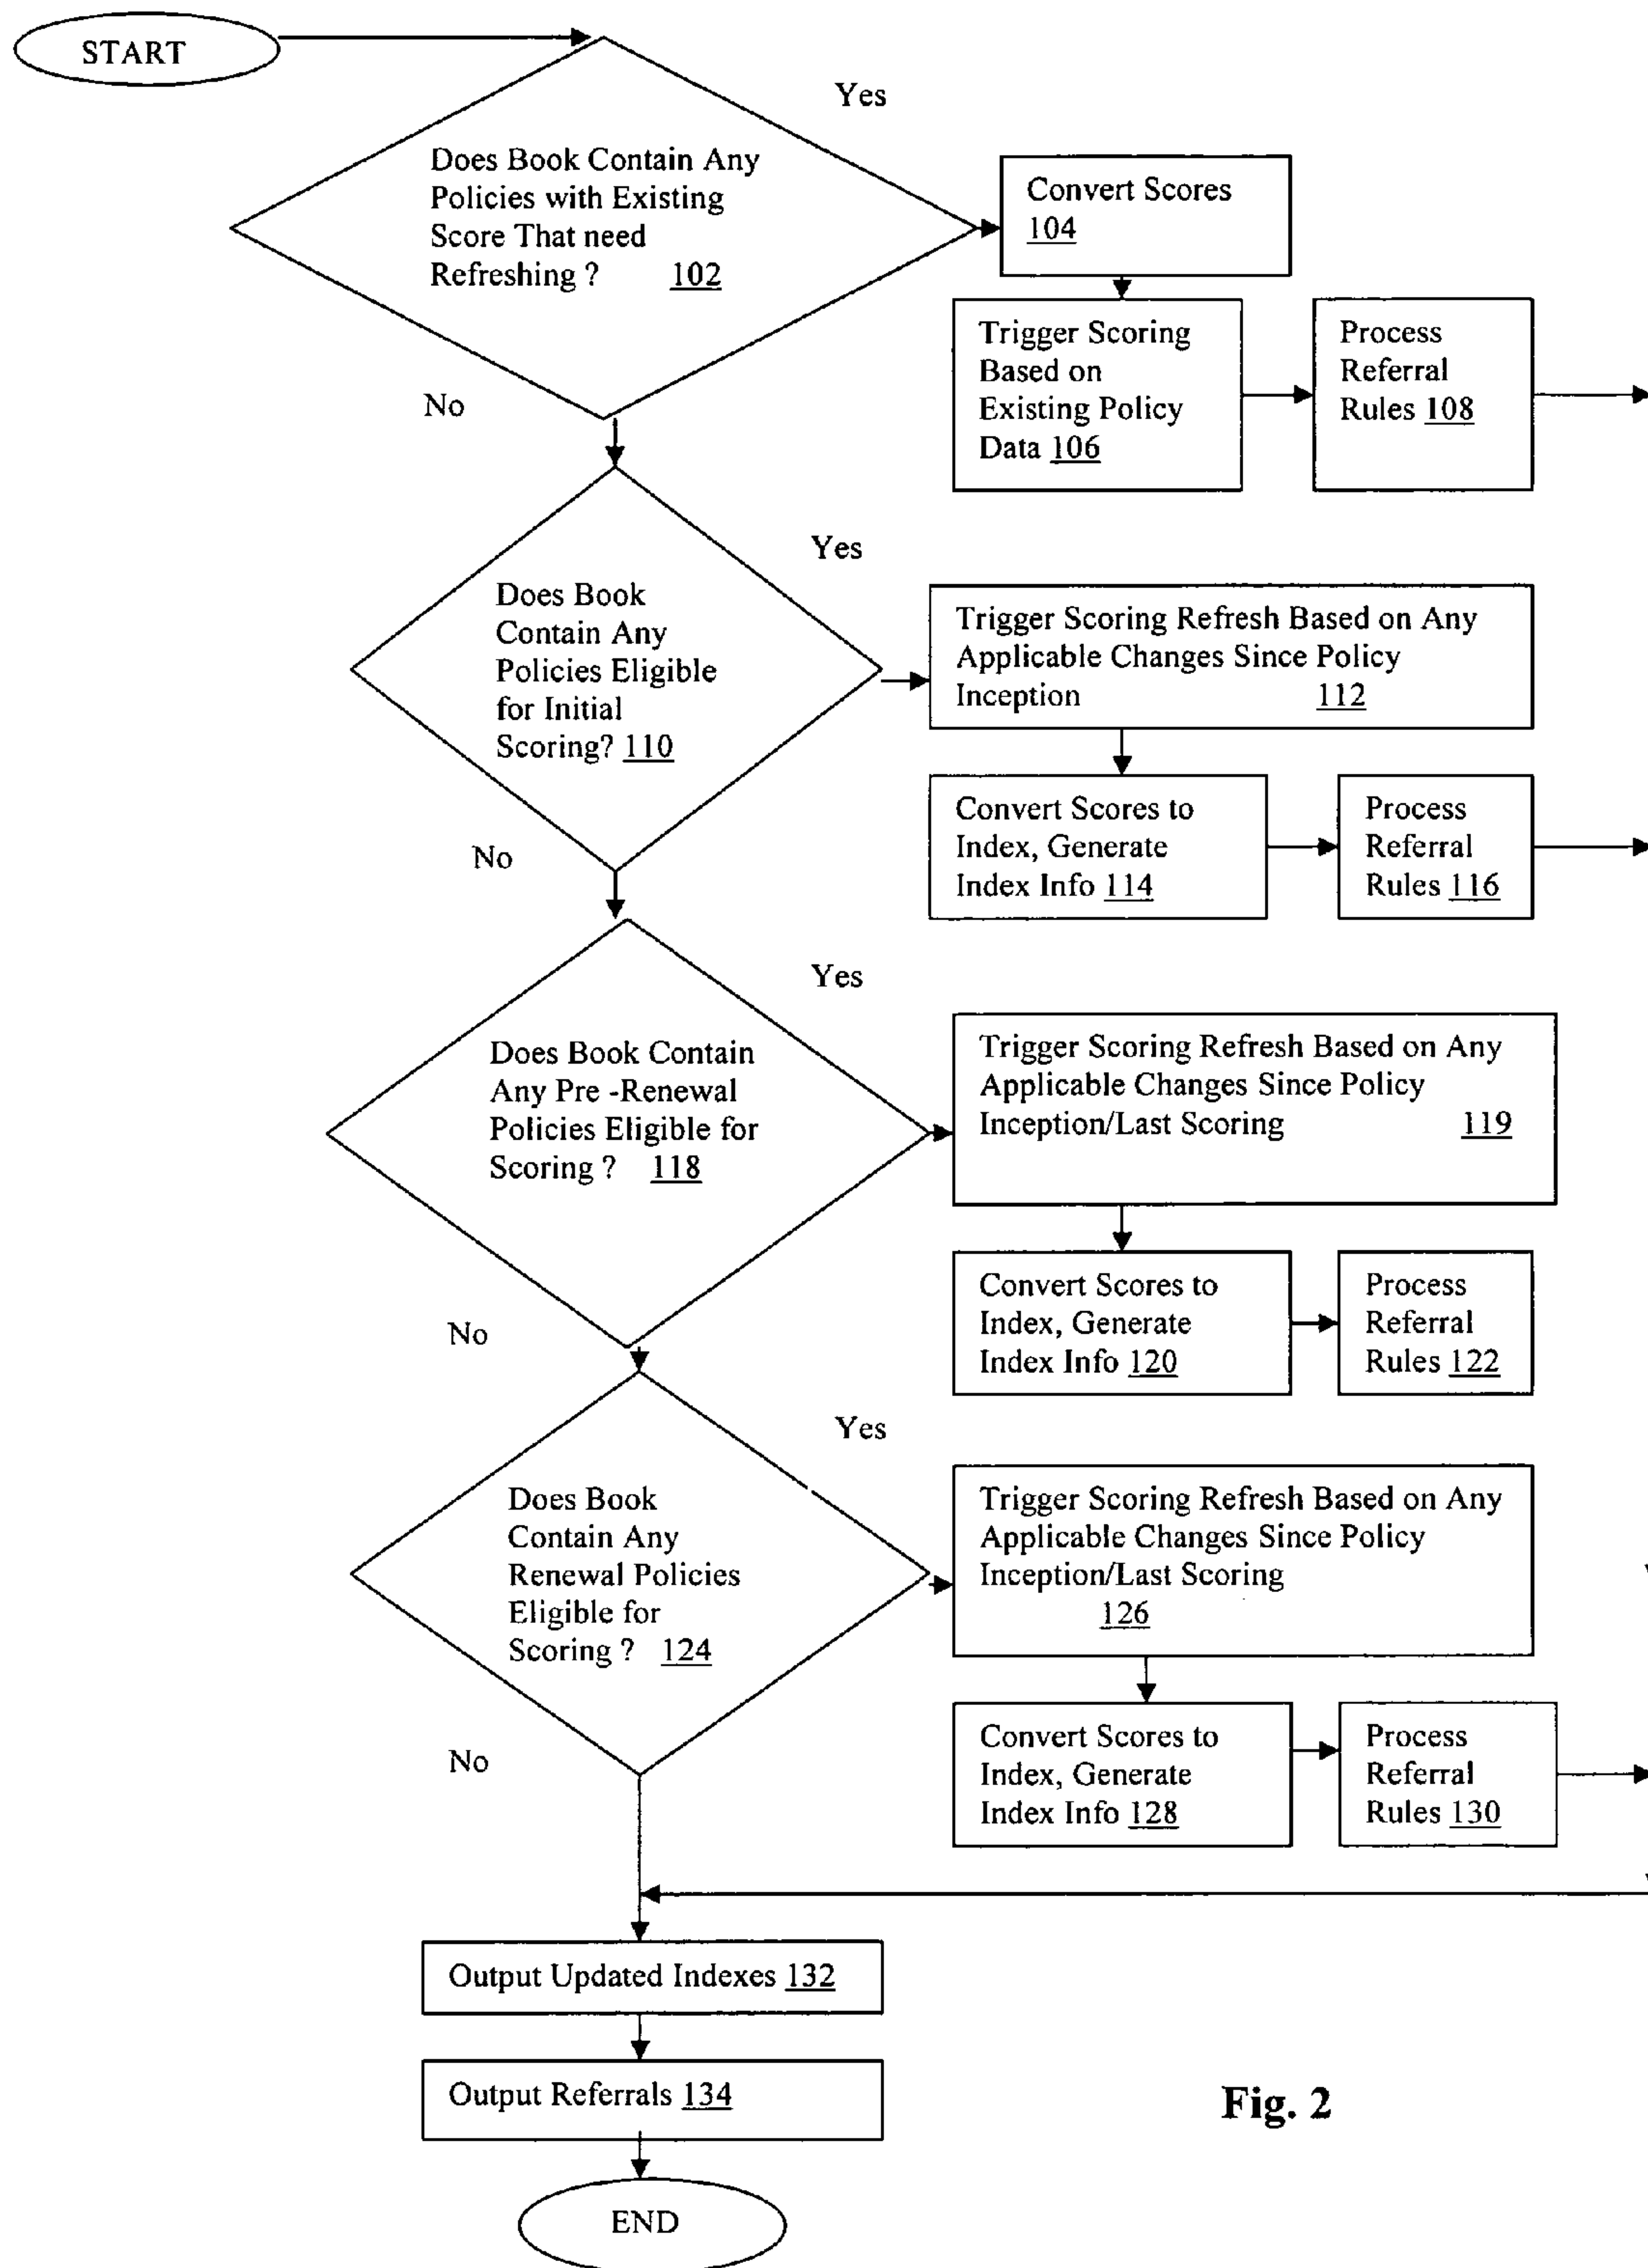 START
Yes
Does Book Contain Any
Policies with Existing
Score That need
Refreshing ? 102
Convert Scores
104
Trigger Scoring
Based on
Existing Policy
Data 106
Process
Referral
Rules 108
No
Yes
Does Book
Contain Any
Policies Eligible
for Initial
Scoring? 110
Trigger Scoring Refresh Based on Any
Applicable Changes Since Policy
Inception 112
Convert Scores to
Index, Generate
Index Info 114
Process
Referral
Rules 116
No
Yes
Does Book Contain
Any Pre -Renewal
Policies Eligible for
Scoring ? 118
Trigger Scoring Refresh Based on Any
Applicable Changes Since Policy
Inception/Last Scoring 119
Convert Scores to
Index, Generate
Index Info 120
Process
Referral
Rules 122
No
Yes
Does Book
Contain Any
Renewal Policies
Eligible for
Scoring ? 124
Trigger Scoring Refresh Based on Any
Applicable Changes Since Policy
Inception/Last Scoring
126
Convert Scores to
Index, Generate
Index Info 128
Process
Referral
Rules 130
No
Output Updated Indexes 132
Output Referrals 134
Fig. 2
END